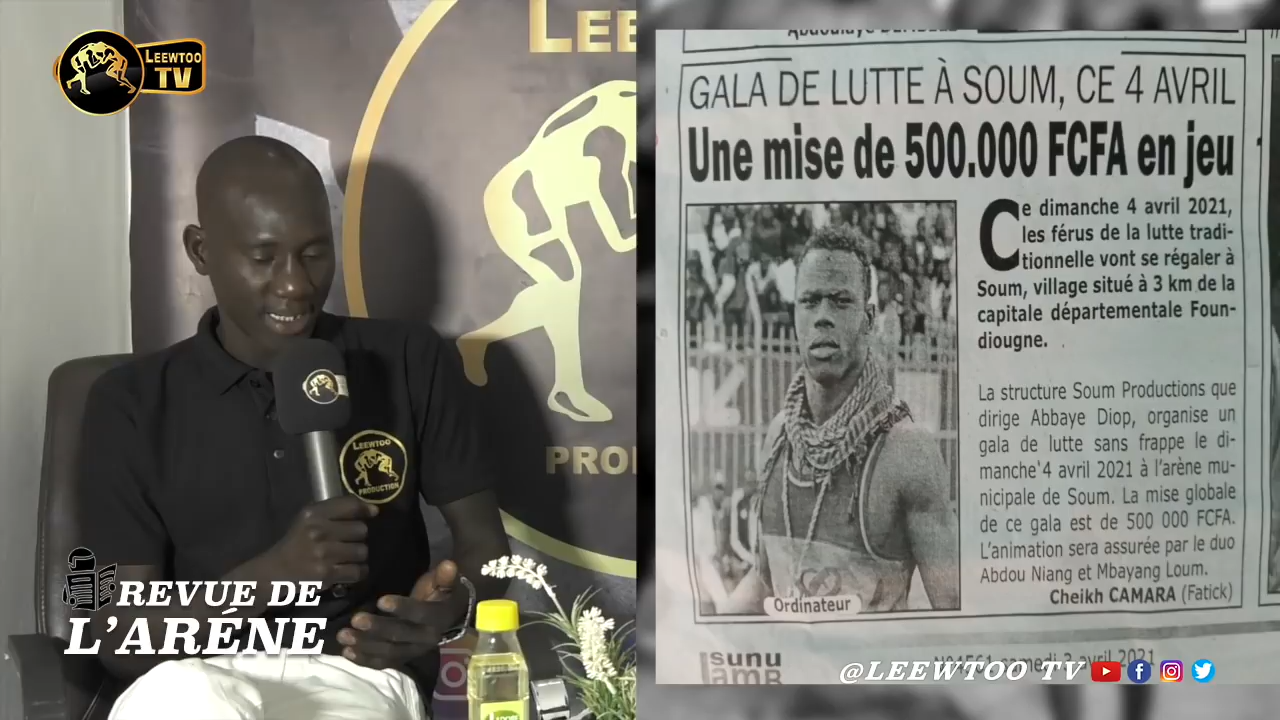 LEEWTOO
TV
LEE
PRO
LEEWTOO
PRODUCTION
REVUE DE
L'ARÉNE
GALA DE LUTTE À SOUM, CE 4 AVRIL
Une mise de 500.000 FCFA en jeu
Ce dimanche 4 avril 2021,
les férus de la lutte tradi-
tionnelle vont se régaler à
Soum, village situé à 3 km de la
capitale départementale Foun-
diougne.
La structure Soum Productions que
dirige Abbaye Diop, organise un
gala de lutte sans frappe le di-
manche 4 avril 2021 à l'arène mu-
nicipale de Soum. La mise globale
de ce gala est de 500 000 FCFA.
L'animation sera assurée par le duo
Abdou Niang et Mbayang Loum.
Cheikh CAMARA (Fatick)
Ordinateur
sunu
lamb
samedi 3 avril 2021
@LEEWTOO TV